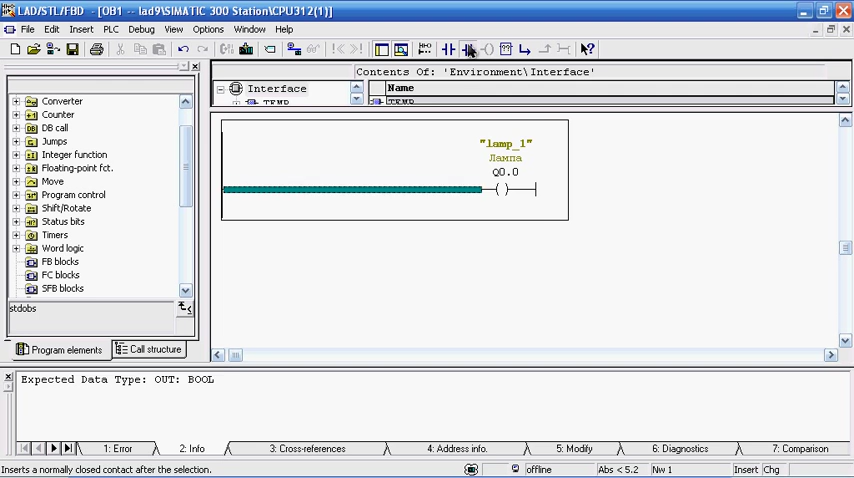 LAD/STL/FBD - [OB1 -- lad9\SIMATIC 300 Station\CPU312(1)]
File Edit Insert PLC Debug View Options Window Help
Contents Of: 'Environment\Interface'
Interface
TEMP
Name
TEMP
Converter
Counter
DB call
Jumps
Integer function
Floating-point fct.
Move
Program control
Shift/Rotate
Status bits
Timers
Word logic
FB blocks
FC blocks
SFB blocks
stdobs
Program elements
Call structure
"lamp_1"
Лампа
Q0.0
Expected Data Type: OUT: BOOL
1: Error 2: Info 3: Cross-references 4: Address info. 5: Modify 6: Diagnostics 7: Comparison
Inserts a normally closed contact after the selection. offline Abs < 5.2 Nw 1 Insert Chg